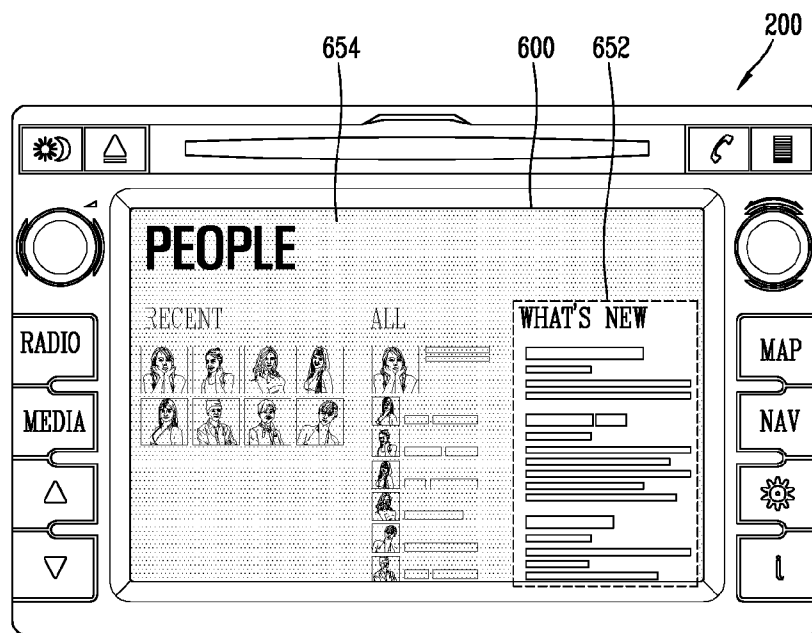 654 600 652 200
PEOPLE
RECENT ALL WHAT'S NEW
RADIO MAP
MEDIA NAV
i